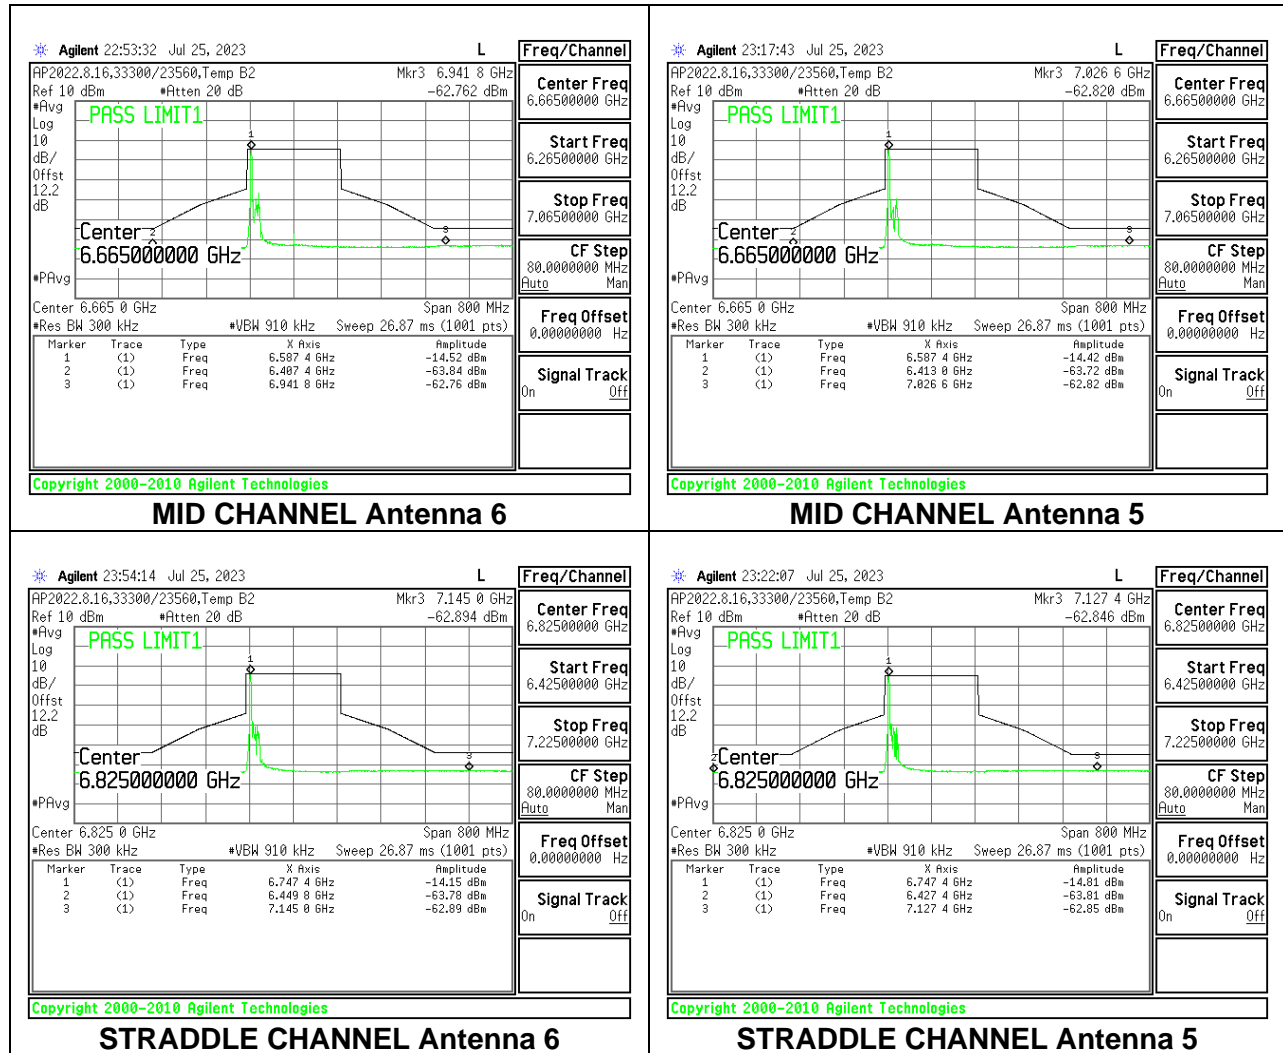 Agilent 22:53:32 Jul 25, 2023 L Freq/Channel
AP2022.8.16,33300/23560,Temp B2 Mkr3 6.941 8 GHz
Ref 10 dBm #Atten 20 dB -62.762 dBm
#Avg
Log
10
dB/
Offst
12.2
dB
#PAvg
PASS LIMIT1
1
2
3
Center
6.665000000 GHz
Center 6.665 0 GHz Span 800 MHz
#Res BW 300 kHz #VBW 910 kHz Sweep 26.87 ms (1001 pts)
Marker Trace Type X Axis Amplitude
1 (1) Freq 6.587 4 GHz -14.52 dBm
2 (1) Freq 6.407 4 GHz -63.84 dBm
3 (1) Freq 6.941 8 GHz -62.76 dBm
Center Freq
6.66500000 GHz
Start Freq
6.26500000 GHz
Stop Freq
7.06500000 GHz
CF Step
80.0000000 MHz
Auto Man
Freq Offset
0.00000000 Hz
Signal Track
On Off
Copyright 2000-2010 Agilent Technologies
MID CHANNEL Antenna 6
Agilent 23:17:43 Jul 25, 2023 L Freq/Channel
AP2022.8.16,33300/23560,Temp B2 Mkr3 7.026 6 GHz
Ref 10 dBm #Atten 20 dB -62.820 dBm
#Avg
Log
10
dB/
Offst
12.2
dB
#PAvg
PASS LIMIT1
1
2
3
Center
6.665000000 GHz
Center 6.665 0 GHz Span 800 MHz
#Res BW 300 kHz #VBW 910 kHz Sweep 26.87 ms (1001 pts)
Marker Trace Type X Axis Amplitude
1 (1) Freq 6.587 4 GHz -14.42 dBm
2 (1) Freq 6.413 0 GHz -63.72 dBm
3 (1) Freq 7.026 6 GHz -62.82 dBm
Center Freq
6.66500000 GHz
Start Freq
6.26500000 GHz
Stop Freq
7.06500000 GHz
CF Step
80.0000000 MHz
Auto Man
Freq Offset
0.00000000 Hz
Signal Track
On Off
Copyright 2000-2010 Agilent Technologies
MID CHANNEL Antenna 5
Agilent 23:54:14 Jul 25, 2023 L Freq/Channel
AP2022.8.16,33300/23560,Temp B2 Mkr3 7.145 0 GHz
Ref 10 dBm #Atten 20 dB -62.894 dBm
#Avg
Log
10
dB/
Offst
12.2
dB
#PAvg
PASS LIMIT1
1
3
Center
6.825000000 GHz
Center 6.825 0 GHz Span 800 MHz
#Res BW 300 kHz #VBW 910 kHz Sweep 26.87 ms (1001 pts)
Marker Trace Type X Axis Amplitude
1 (1) Freq 6.747 4 GHz -14.15 dBm
2 (1) Freq 6.449 8 GHz -63.78 dBm
3 (1) Freq 7.145 0 GHz -62.89 dBm
Center Freq
6.82500000 GHz
Start Freq
6.42500000 GHz
Stop Freq
7.22500000 GHz
CF Step
80.0000000 MHz
Auto Man
Freq Offset
0.00000000 Hz
Signal Track
On Off
Copyright 2000-2010 Agilent Technologies
STRADDLE CHANNEL Antenna 6
Agilent 23:22:07 Jul 25, 2023 L Freq/Channel
AP2022.8.16,33300/23560,Temp B2 Mkr3 7.127 4 GHz
Ref 10 dBm #Atten 20 dB -62.846 dBm
#Avg
Log
10
dB/
Offst
12.2
dB
#PAvg
PASS LIMIT1
1
2
3
Center
6.825000000 GHz
Center 6.825 0 GHz Span 800 MHz
#Res BW 300 kHz #VBW 910 kHz Sweep 26.87 ms (1001 pts)
Marker Trace Type X Axis Amplitude
1 (1) Freq 6.747 4 GHz -14.81 dBm
2 (1) Freq 6.427 4 GHz -63.81 dBm
3 (1) Freq 7.127 4 GHz -62.85 dBm
Center Freq
6.82500000 GHz
Start Freq
6.42500000 GHz
Stop Freq
7.22500000 GHz
CF Step
80.0000000 MHz
Auto Man
Freq Offset
0.00000000 Hz
Signal Track
On Off
Copyright 2000-2010 Agilent Technologies
STRADDLE CHANNEL Antenna 5